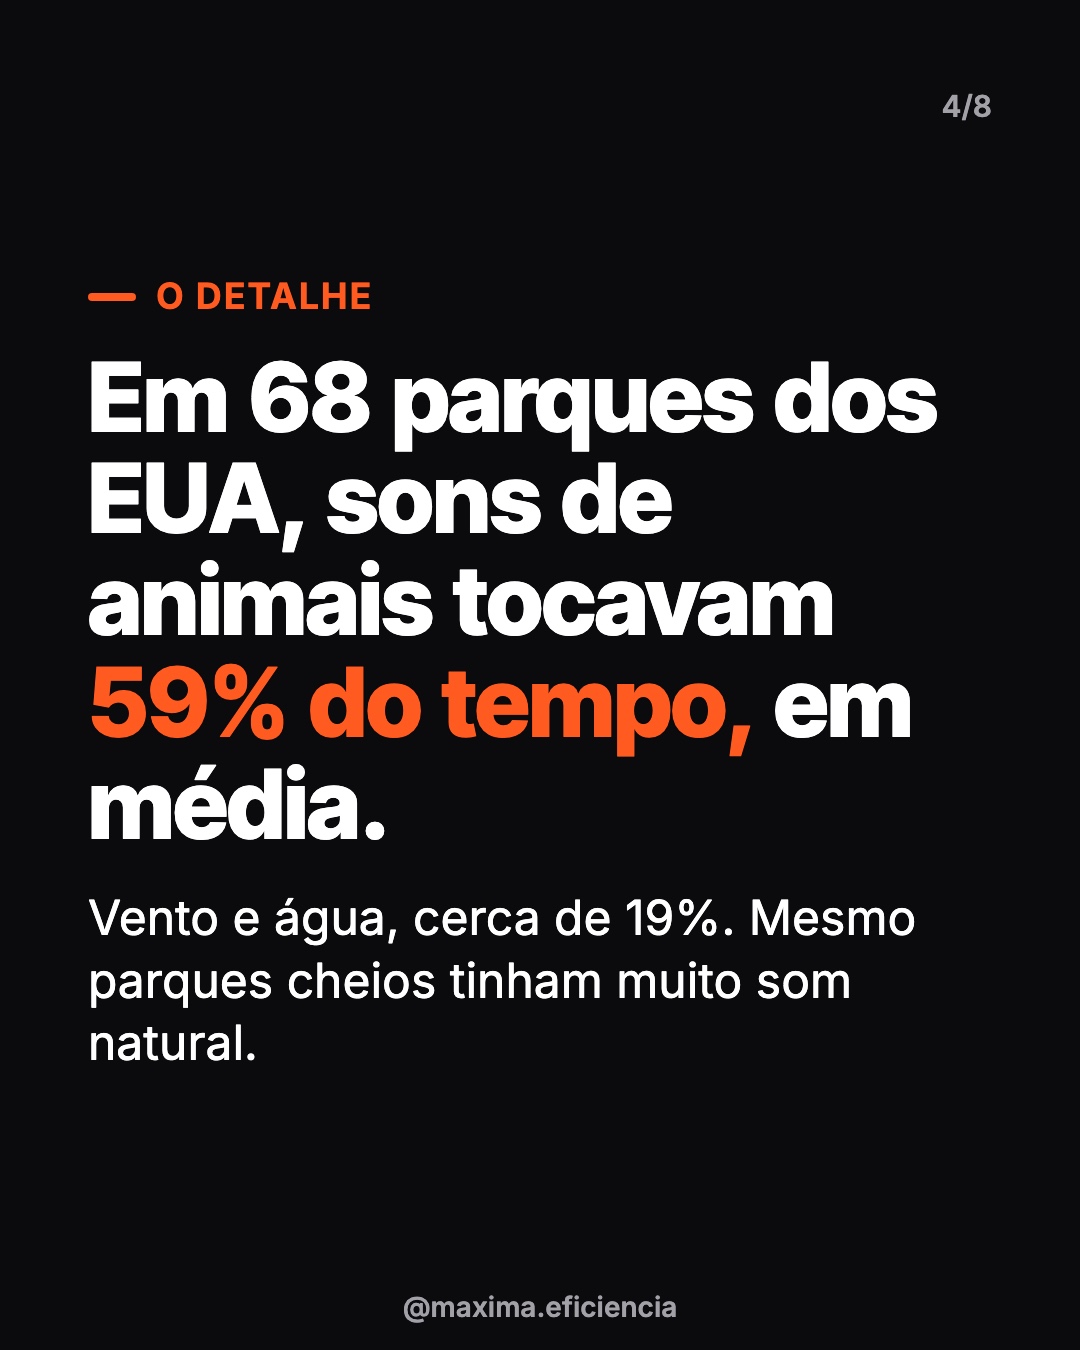 4/8
O DETALHE
Em 68 parques dos
EUA, sons de
animais tocavam
59% do tempo, em
média.
Vento e água, cerca de 19%. Mesmo
parques cheios tinham muito som
natural.
@maxima.eficiencia